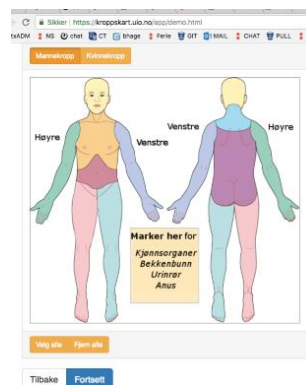 Sikker | https://kroppskart.uio.no/app/demo.html
NS chat CT bhage Ferie GIT MAIL CHAT PULL
Mannekropp Kvinnekropp
Høyre Venstre Venstre Høyre
Marker her for
Kjønnsorganer
Bekkenbunn
Urinrør
Anus
Velg alle Fjern alle
Tilbake Fortsett